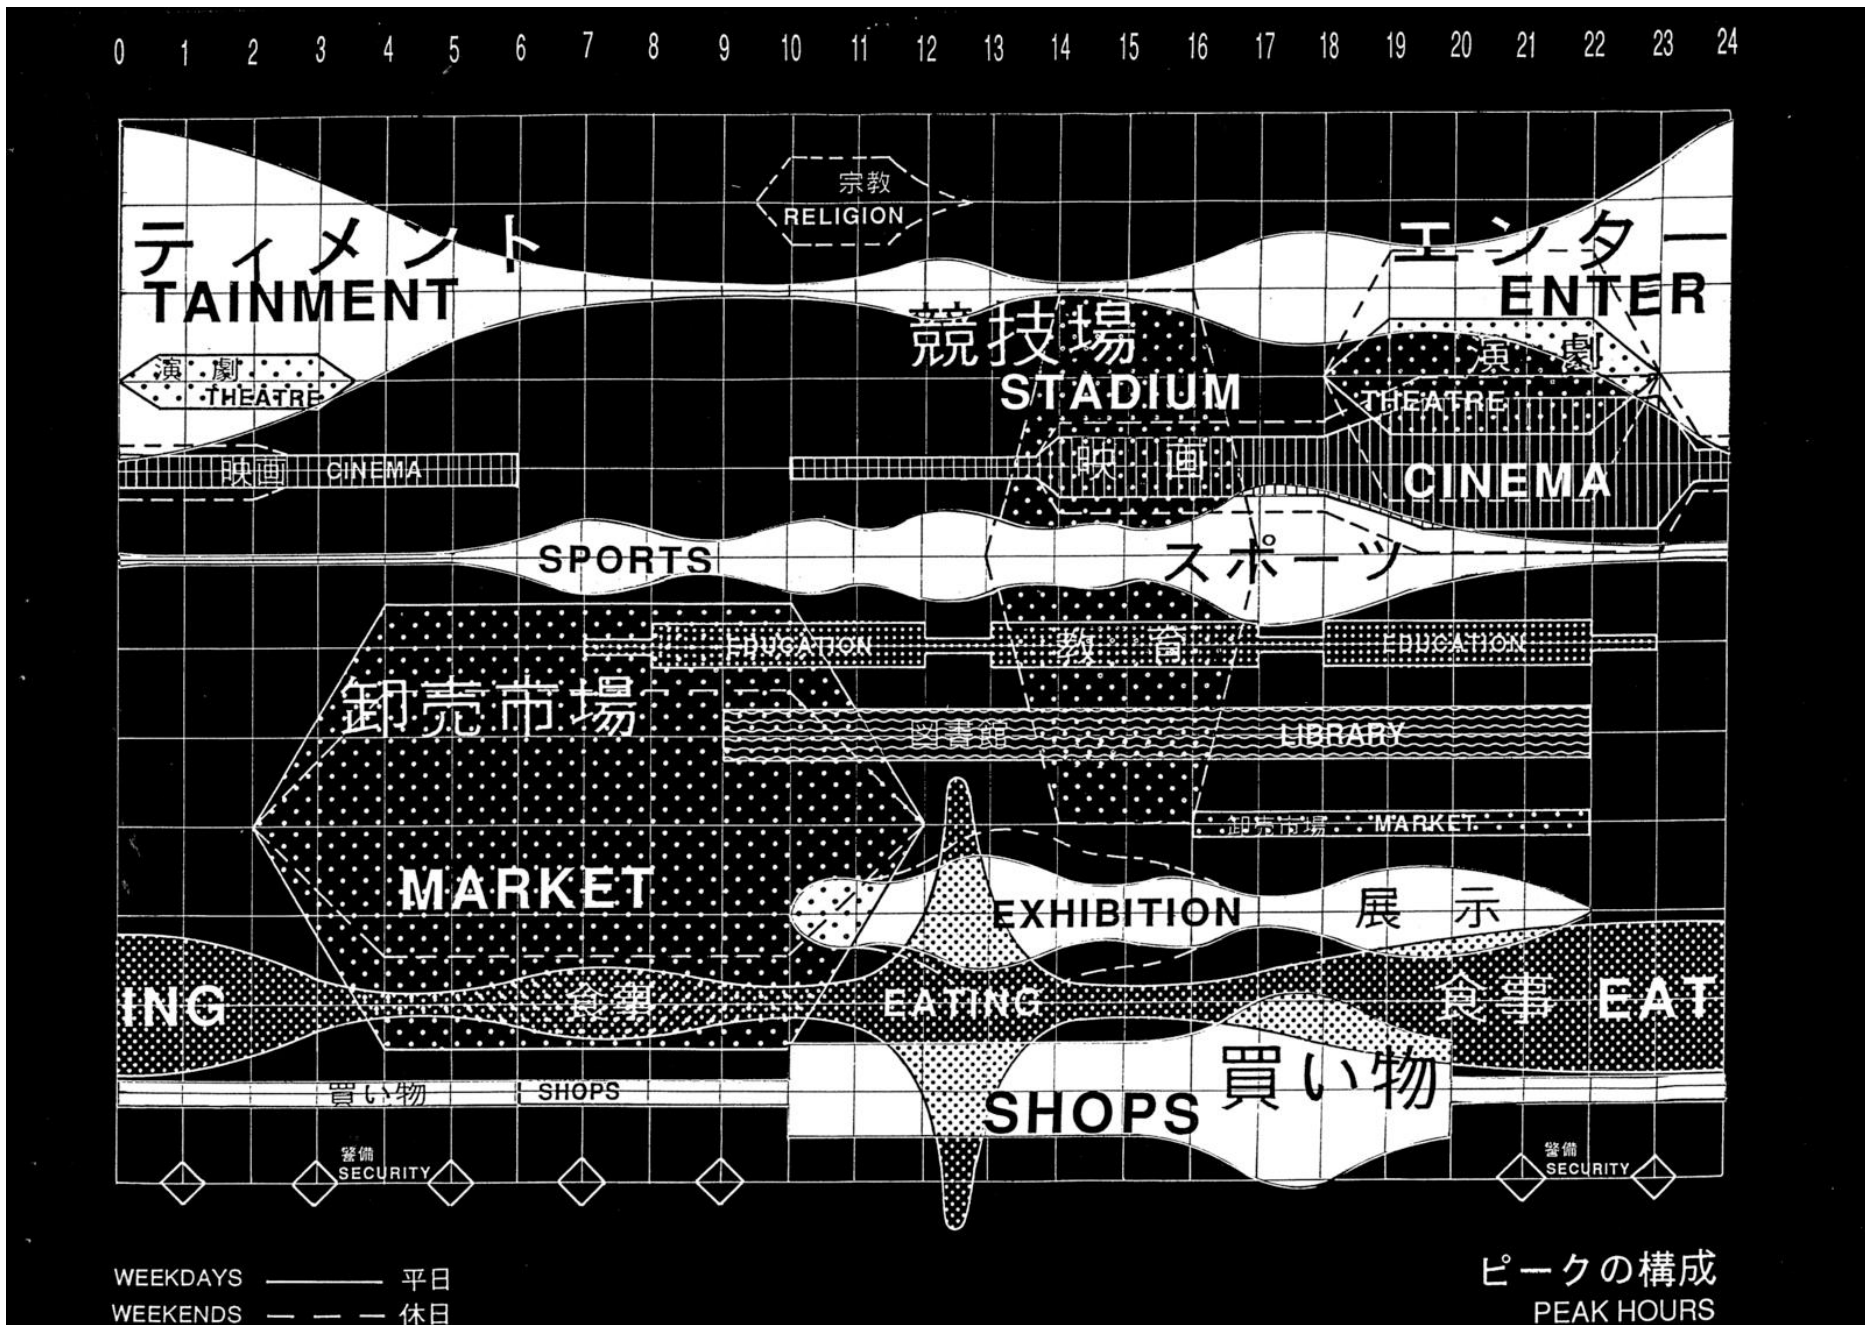 0 1 2 3 4 5 6 7 8 9 10 11 12 13 14 15 16 17 18 19 20 21 22 23 24
宗教
RELIGION
ティメント
TAINMENT
エンター
ENTER
競技場
STADIUM
演劇
THEATRE
演劇
THEATRE
映画 CINEMA
映画
CINEMA
SPORTS
スポーツ
EDUCATION
教育
EDUCATION
卸売市場
MARKET
図書館
LIBRARY
卸売市場 MARKET
EXHIBITION
展示
ING
食事
EATING
食事
EAT
買い物 SHOPS
SHOPS
買い物
警備
SECURITY
警備
SECURITY
WEEKDAYS 平日
WEEKENDS 休日
ピークの構成
PEAK HOURS